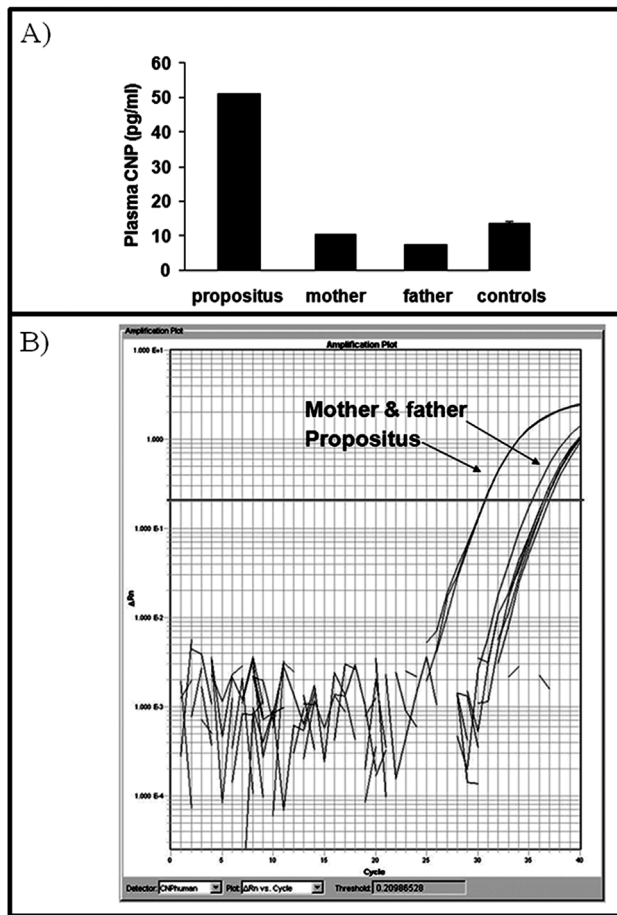 A)
Plasma CNP (pg/ml)
60
50
40
30
20
10
0
propositus mother father controls
B)
Amplification Plot
Amplification Plot
1.000 E+1
1.000
1.000 E-1
1.000 E-2
1.000 E-3
1.000 E-4
ΔRn
Mother & father
Propositus
0 5 10 15 20 25 30 35 40
Cycle
Detector: CNPhuman Plot: ΔRn vs. Cycle Threshold: 0.20986528